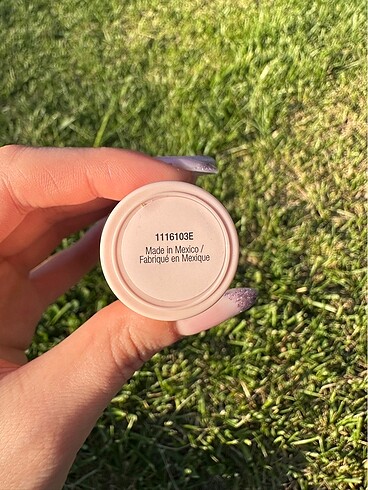 1116103E
Made in Mexico /
Fabriqué en Mexique